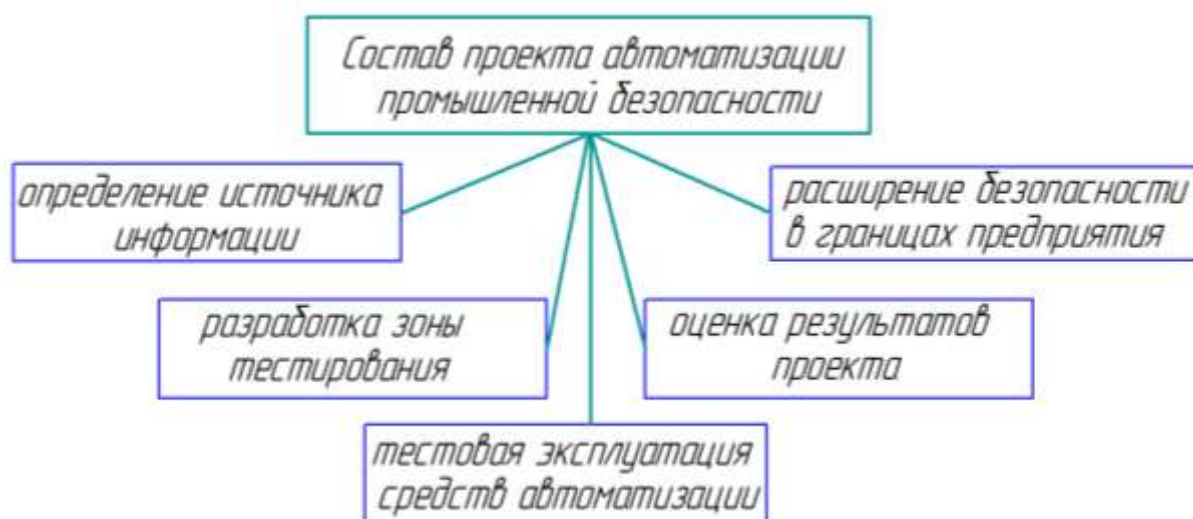 Состав проекта автоматизации
промышленной безопасности
определение источника
информации
расширение безопасности
в границах предприятия
разработка зоны
тестирования
оценка результатов
проекта
тестовая эксплуатация
средств автоматизации